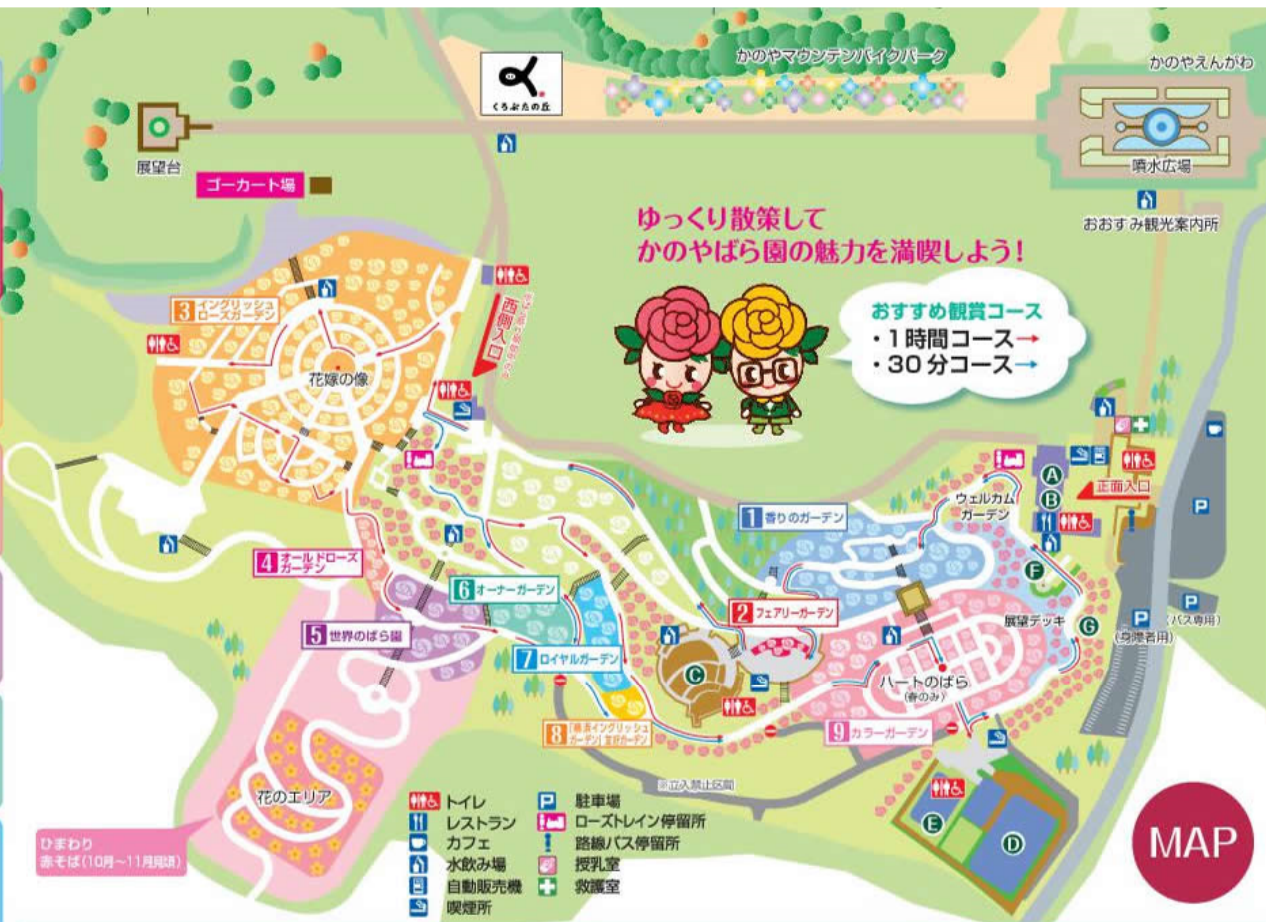 かのやマウンテンバイクパーク
かのやえんがわ
くろぶたの丘
展望台
噴水広場
ゴーカート場
おおすみ観光案内所
ゆっくり散策して
かのやばら園の魅力を満喫しよう!
おすすめ観賞コース
・1時間コース→
・30分コース→
3 イングリッシュ
ローズガーデン
西側入口
花嫁の像
正面入口
A
B
ウェルカム
ガーデン
1 香りのガーデン
F
4 オールドローズ
ガーデン
6 オーナーガーデン
2 フェアリーガーデン
展望デッキ
G
P
P
P
(バス専用)
(身障者用)
5 世界のばら園
7 ロイヤルガーデン
C
ハートのばら
(春のみ)
8
9 カラーガーデン
※立入禁止区間
花のエリア
E
D
ひまわり
赤そば(10月~11月見頃)
トイレ
レストラン
カフェ
水飲み場
自動販売機
喫煙所
P 駐車場
ローズトレイン停留所
路線バス停留所
授乳室
救護室
MAP